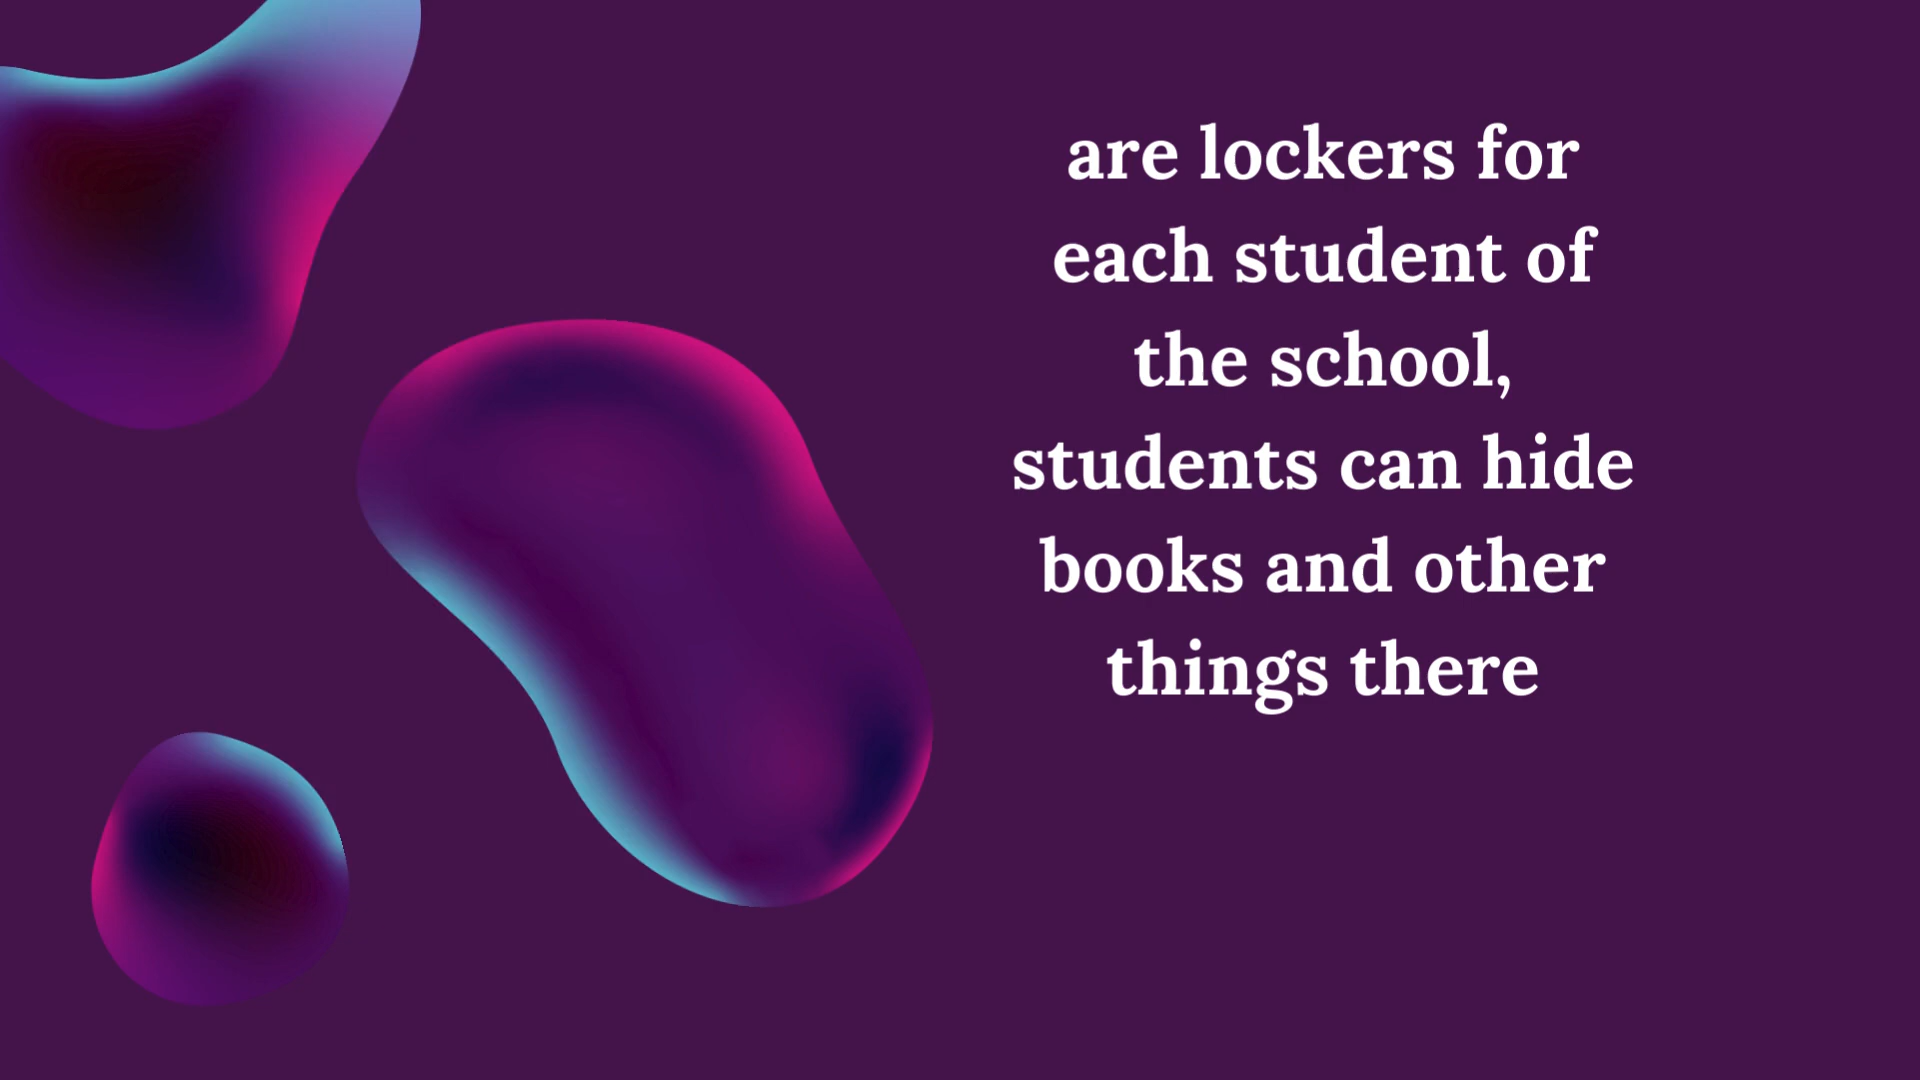 are lockers for
each student of
the school,
students can hide
books and other
things there